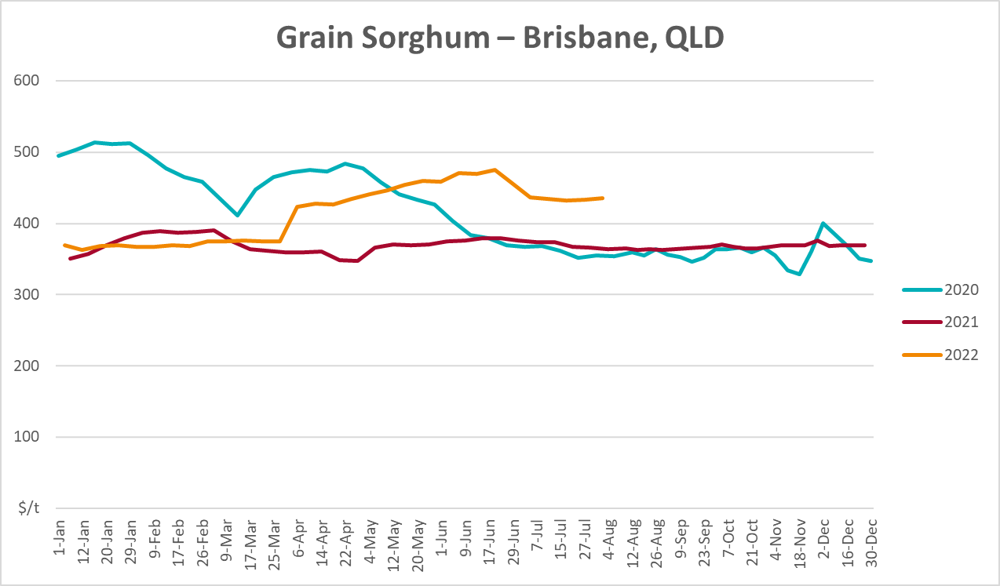 Grain Sorghum – Brisbane, QLD
600
500
400
300
200
100
$/t
1-Jan
12-Jan
20-Jan
29-Jan
9-Feb
17-Feb
26-Feb
9-Mar
17-Mar
25-Mar
6-Apr
14-Apr
22-Apr
4-May
12-May
20-May
1-Jun
9-Jun
17-Jun
29-Jun
7-Jul
15-Jul
27-Jul
4-Aug
12-Aug
26-Aug
9-Sep
23-Sep
7-Oct
21-Oct
4-Nov
18-Nov
2-Dec
16-Dec
30-Dec
2020
2021
2022